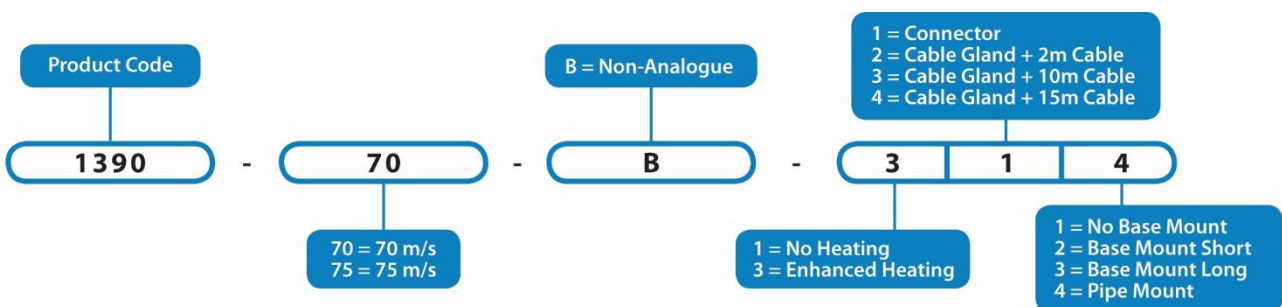 1 = Connector
2 = Cable Gland + 2m Cable
3 = Cable Gland + 10m Cable
4 = Cable Gland + 15m Cable
Product Code
B = Non-Analogue
1390 - 70 - B - 3 1 4
70 = 70 m/s
75 = 75 m/s
1 = No Heating
3 = Enhanced Heating
1 = No Base Mount
2 = Base Mount Short
3 = Base Mount Long
4 = Pipe Mount